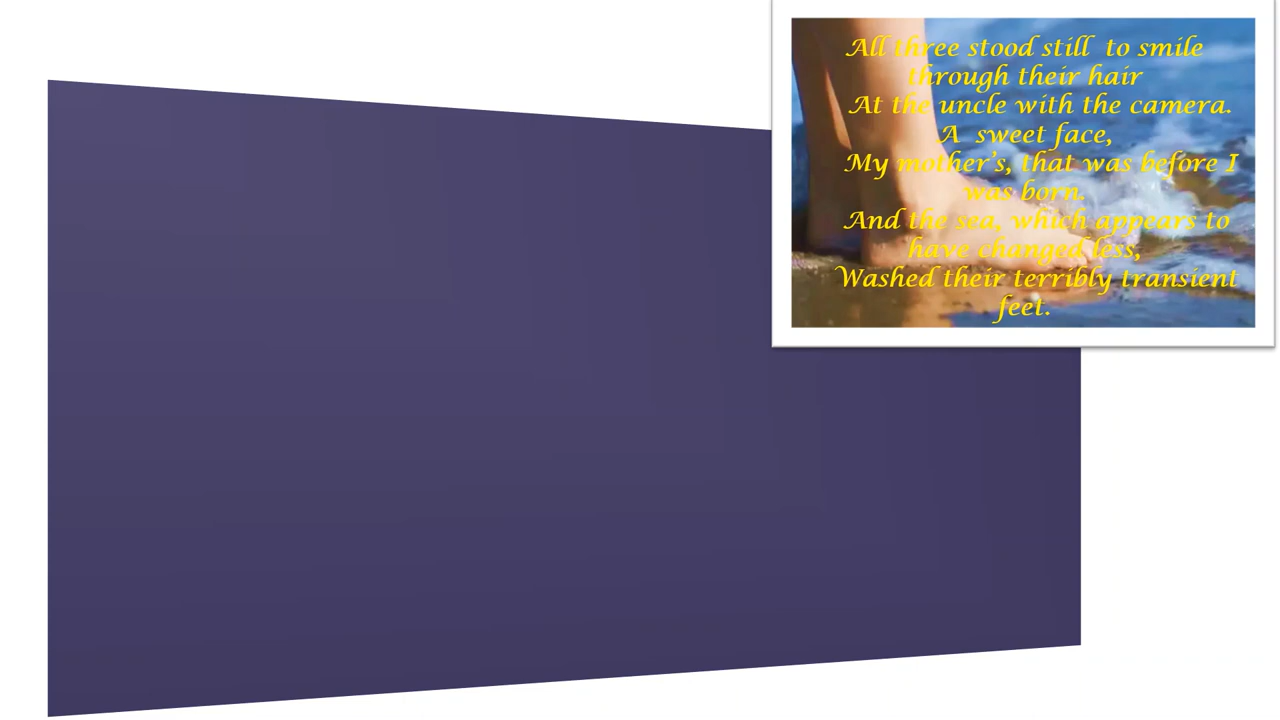 All three stood still to smile
through their hair
At the uncle with the camera.
A sweet face,
My mother's, that was before I
was born.
And the sea, which appears to
have changed less,
Washed their terribly transient
feet.